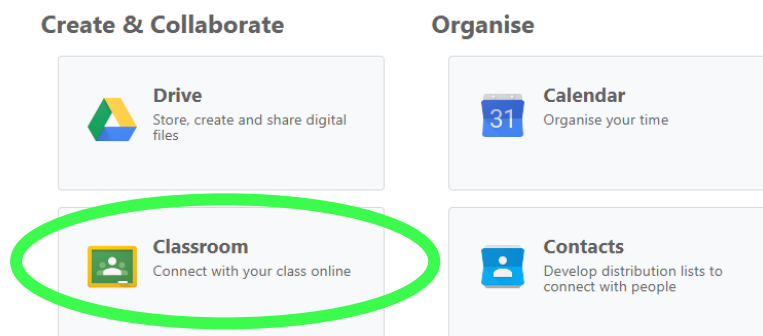 Create & Collaborate
Organise
Drive
Store, create and share digital
files
31
Calendar
Organise your time
Classroom
Connect with your class online
Contacts
Develop distribution lists to
connect with people